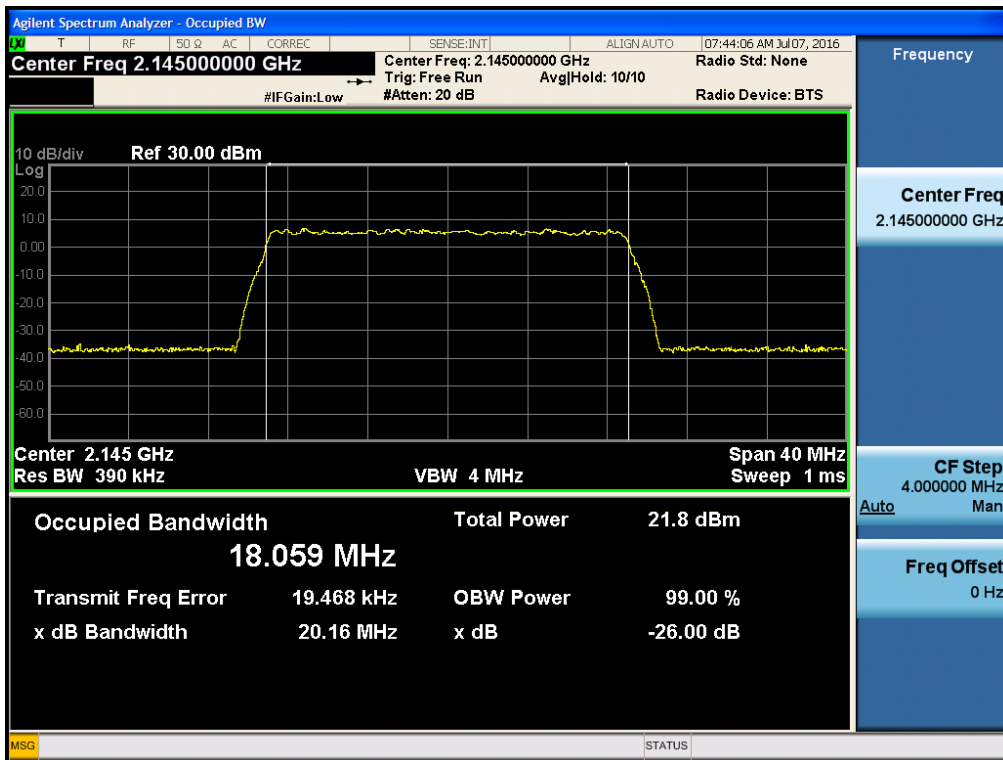 Agilent Spectrum Analyzer - Occupied BW
LXI T RF 50 Ω AC CORREC SENSE:INT ALIGN AUTO 07:44:06 AM Jul 07, 2016
Center Freq 2.145000000 GHz
Center Freq: 2.145000000 GHz
Radio Std: None
Trig: Free Run Avg|Hold: 10/10
#IFGain:Low
#Atten: 20 dB
Radio Device: BTS
10 dB/div Ref 30.00 dBm
Log
20.0
10.0
0.00
-10.0
-20.0
-30.0
-40.0
-50.0
-60.0
Center 2.145 GHz Span 40 MHz
Res BW 390 kHz VBW 4 MHz Sweep 1 ms
Occupied Bandwidth Total Power 21.8 dBm
18.059 MHz
Transmit Freq Error 19.468 kHz OBW Power 99.00 %
x dB Bandwidth 20.16 MHz x dB -26.00 dB
Frequency
Center Freq
2.145000000 GHz
CF Step
4.000000 MHz
Auto Man
Freq Offset
0 Hz
MSG STATUS